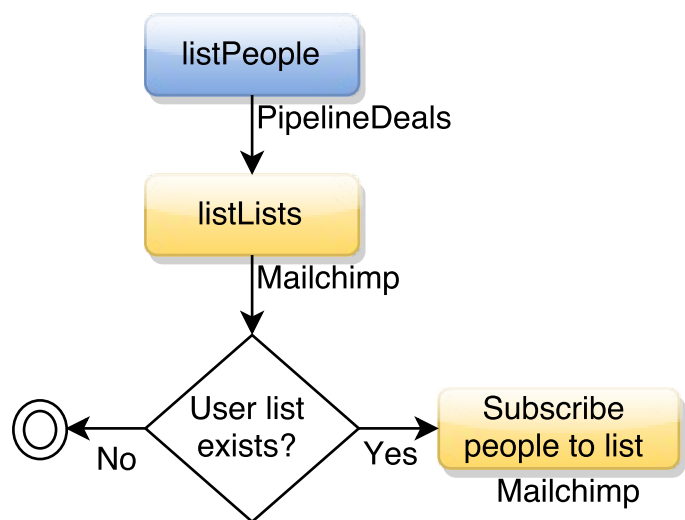 listPeople
PipelineDeals
listLists
Mailchimp
User list
exists?
No
Yes
Subscribe
people to list
Mailchimp